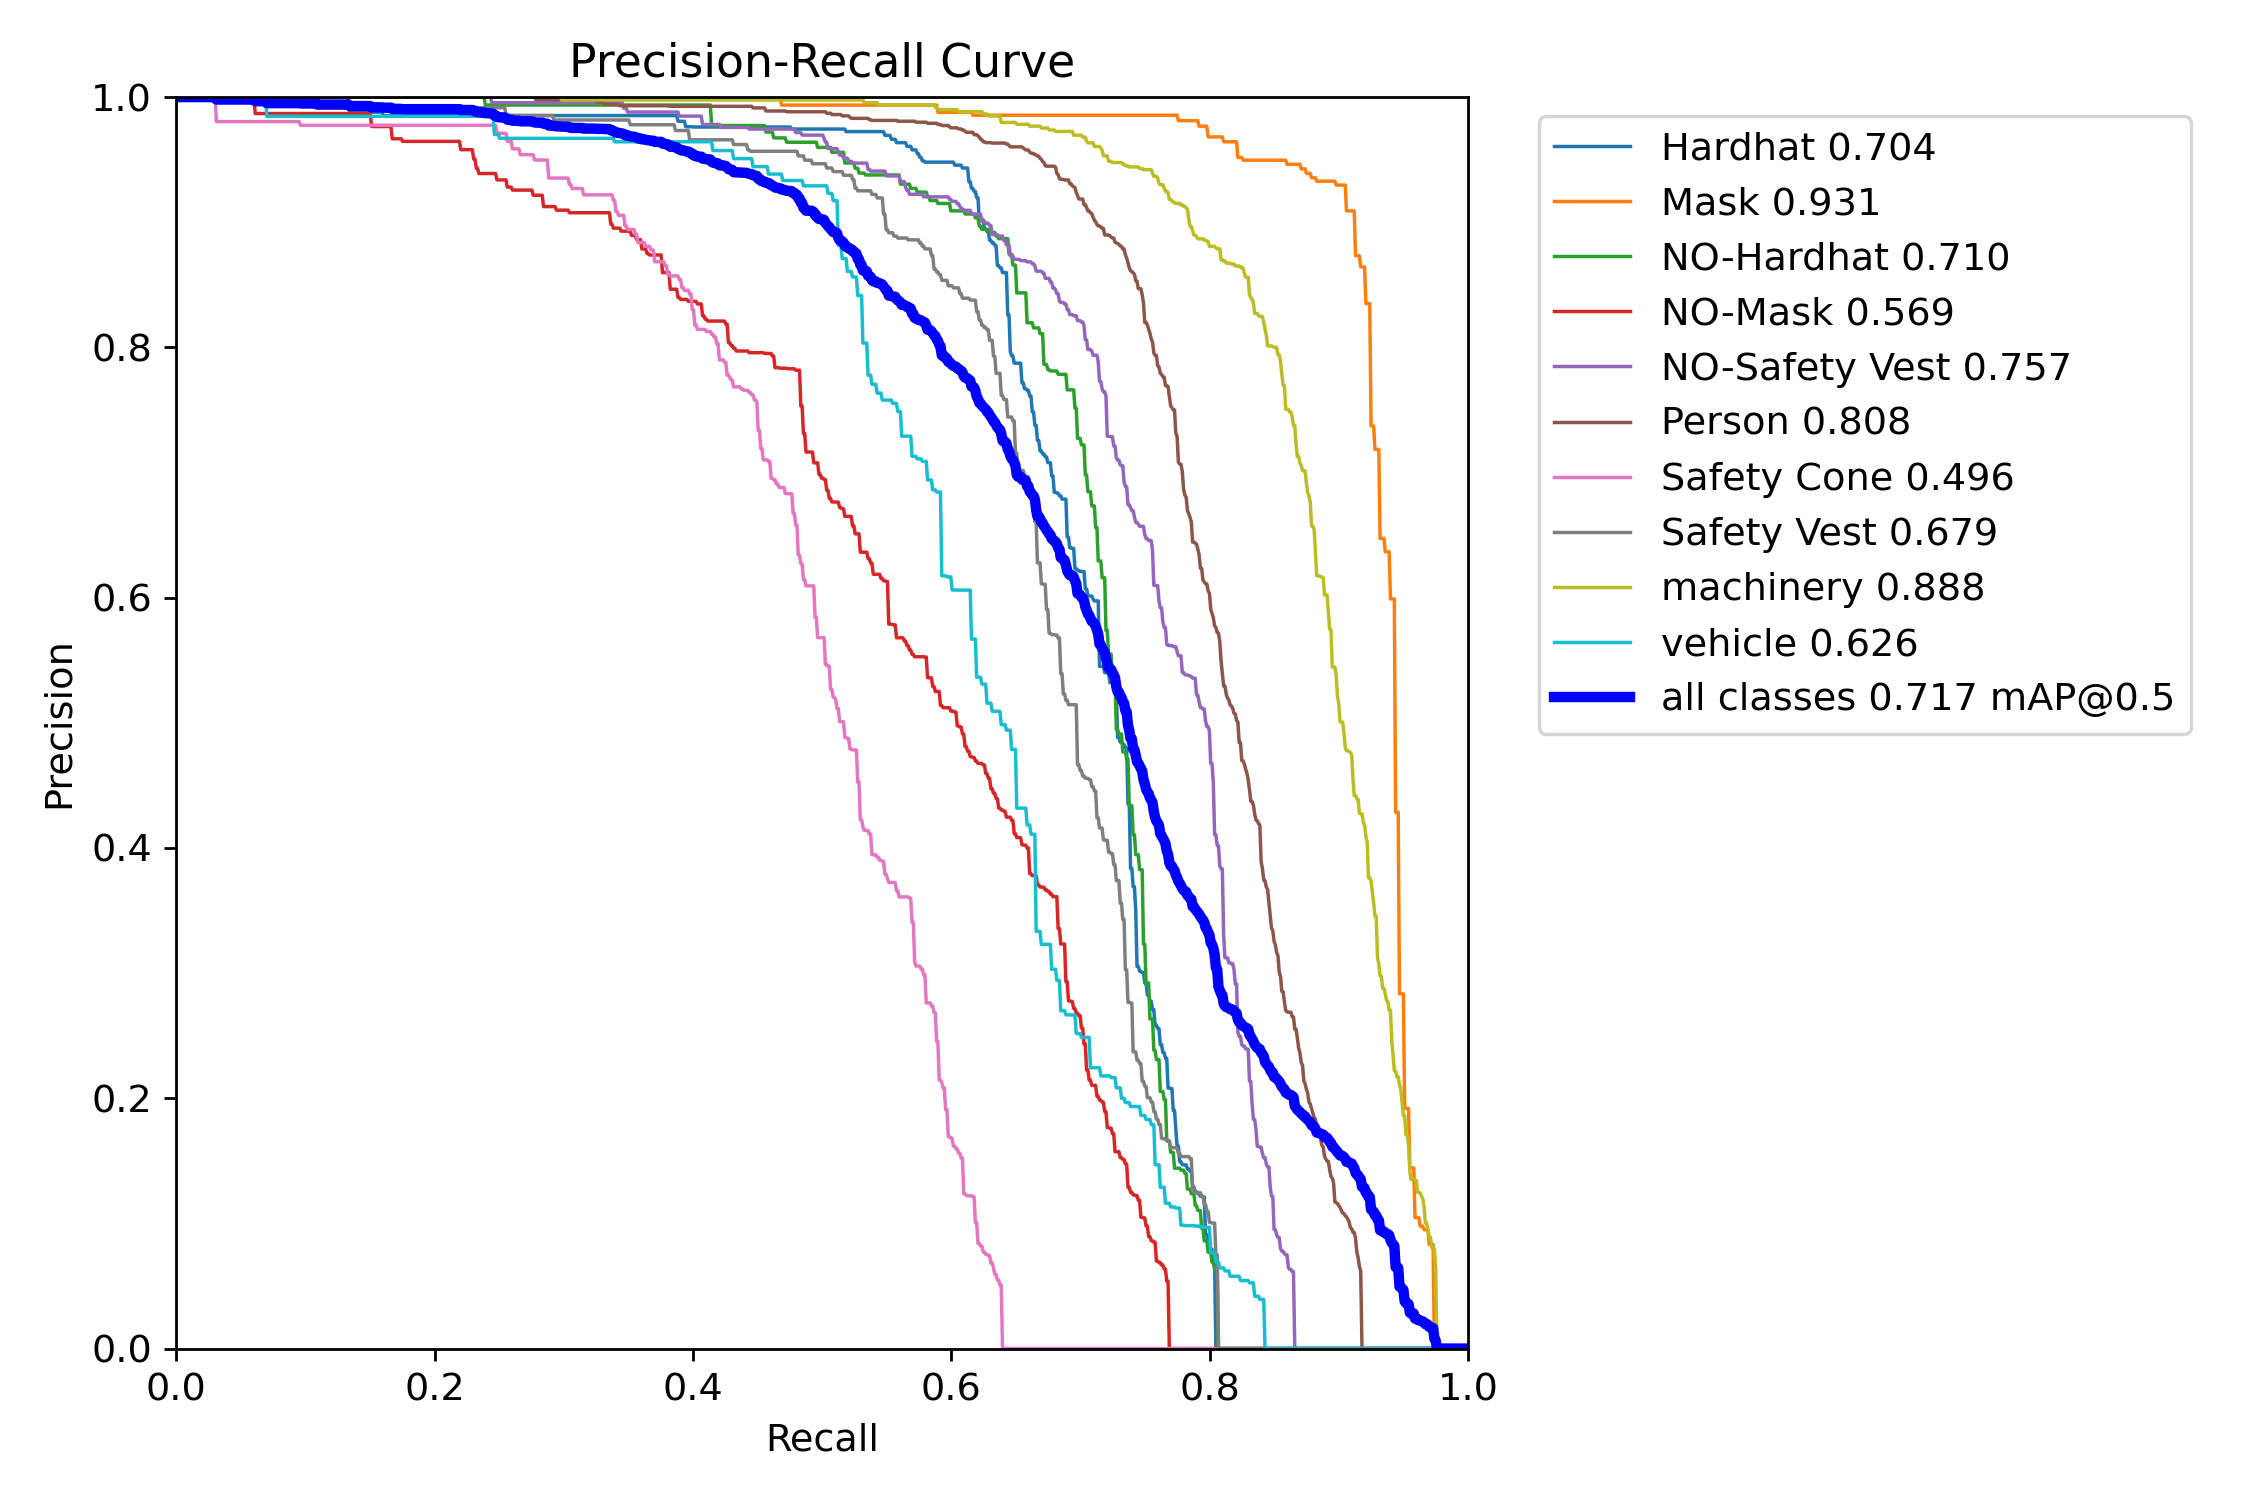 Precision-Recall Curve
1.0
0.8
0.6
0.4
0.2
0.0
Precision
0.0 0.2 0.4 0.6 0.8 1.0
Recall
Hardhat 0.704
Mask 0.931
NO-Hardhat 0.710
NO-Mask 0.569
NO-Safety Vest 0.757
Person 0.808
Safety Cone 0.496
Safety Vest 0.679
machinery 0.888
vehicle 0.626
all classes 0.717 mAP@0.5